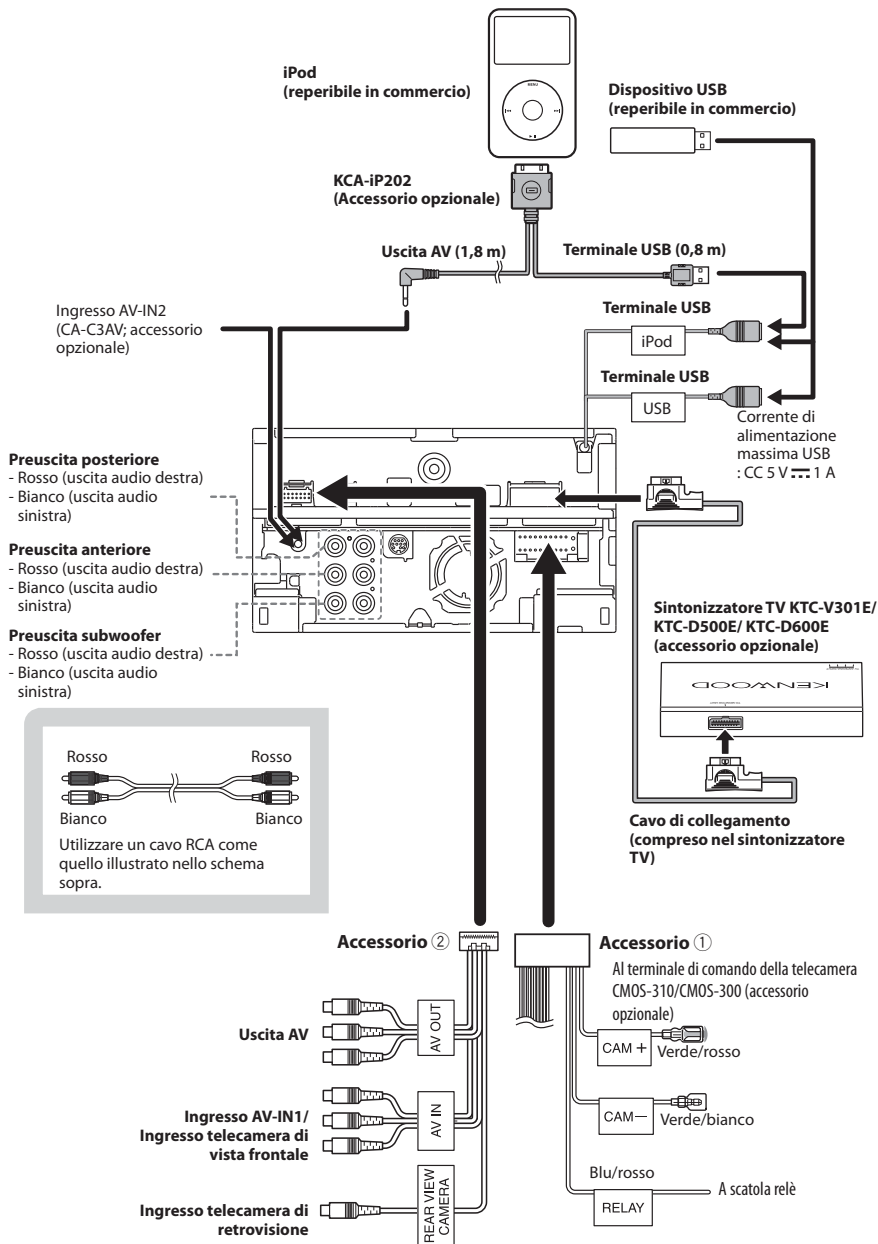 iPod
(reperibile in commercio)
MENU
Dispositivo USB
(reperibile in commercio)
KCA-iP202
(Accessorio opzionale)
Uscita AV (1,8 m)
Terminale USB (0,8 m)
Ingresso AV-IN2
(CA-C3AV; accessorio
opzionale)
Terminale USB
iPod
Terminale USB
USB
Corrente di
alimentazione
massima USB
: CC 5 V ⎓ 1 A
Preuscita posteriore
- Rosso (uscita audio destra)
- Bianco (uscita audio
sinistra)
Preuscita anteriore
- Rosso (uscita audio destra)
- Bianco (uscita audio
sinistra)
Preuscita subwoofer
- Rosso (uscita audio destra)
- Bianco (uscita audio
sinistra)
Sintonizzatore TV KTC-V301E/
KTC-D500E/ KTC-D600E
(accessorio opzionale)
KENWOOD
Cavo di collegamento
(compreso nel sintonizzatore
TV)
Rosso
Rosso
Bianco
Bianco
Utilizzare un cavo RCA come
quello illustrato nello schema
sopra.
Accessorio ②
Accessorio ①
Al terminale di comando della telecamera
CMOS-310/CMOS-300 (accessorio
opzionale)
Uscita AV
AV OUT
CAM +
Verde/rosso
Ingresso AV-IN1/
Ingresso telecamera di
vista frontale
AV IN
CAM−
Verde/bianco
Blu/rosso
RELAY
A scatola relè
Ingresso telecamera di
retrovisione
REAR VIEW
CAMERA